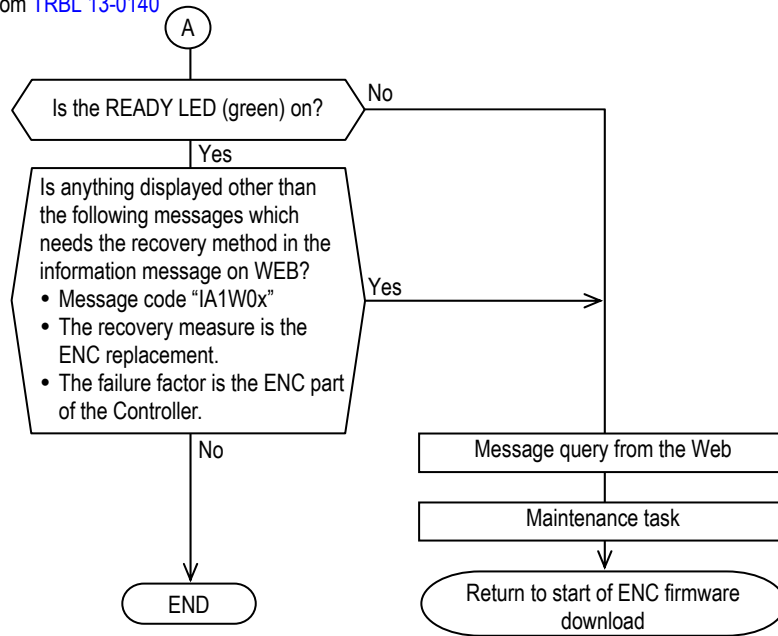 om TRBL 13-0140
A
Is the READY LED (green) on?
No
Yes
Is anything displayed other than
the following messages which
needs the recovery method in the
information message on WEB?
• Message code “IA1W0x”
• The recovery measure is the
ENC replacement.
• The failure factor is the ENC part
of the Controller.
Yes
No
Message query from the Web
Maintenance task
END
Return to start of ENC firmware
download